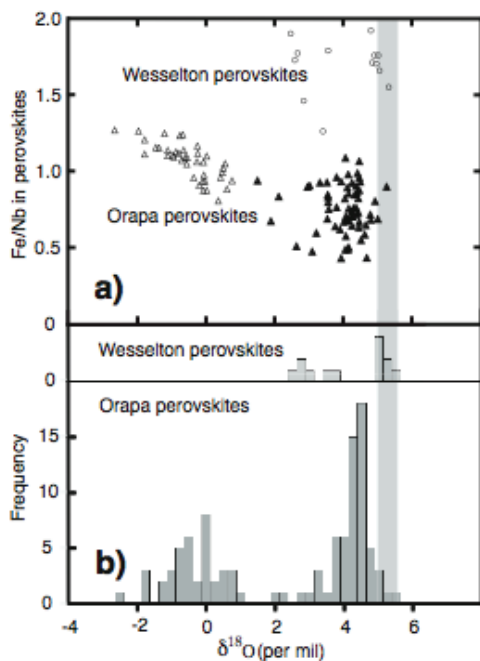 2.0
Wesselton perovskites
1.5
1.0
Orapa perovskites
0.5
a)
0
Fe/Nb in perovskites
Wesselton perovskites
4
0
Orapa perovskites
15
10
5
b)
0
Frequency
-4
-2
0
2
4
6
δ¹⁸O(per mil)